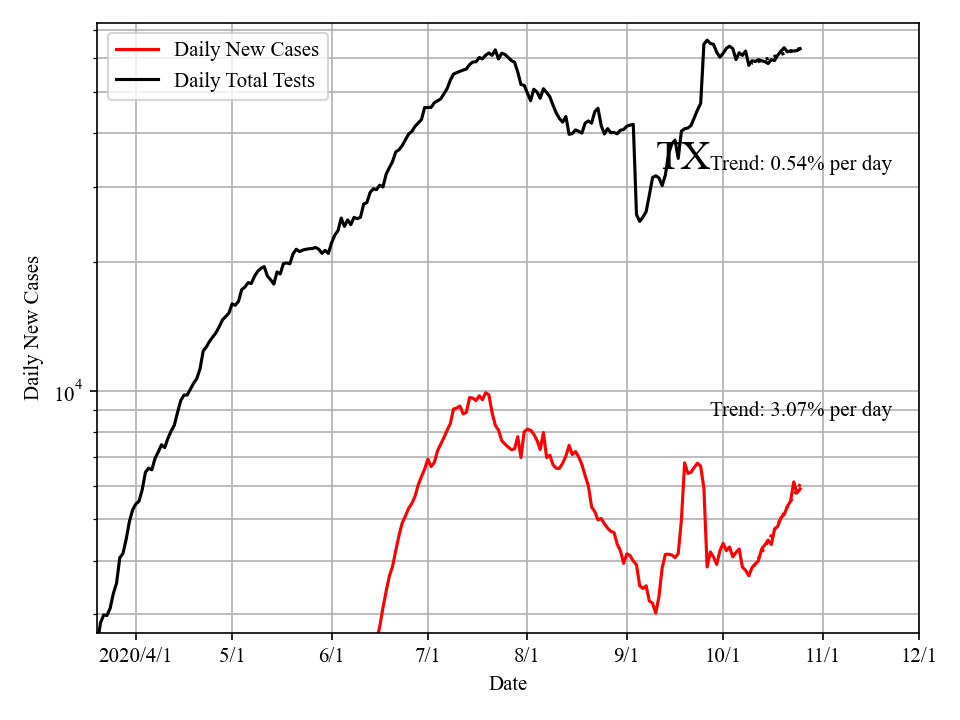 Daily New Cases
Daily Total Tests
TX
Trend: 0.54% per day
Trend: 3.07% per day
Daily New Cases
10^4
2020/4/1 5/1 6/1 7/1 8/1 9/1 10/1 11/1 12/1
Date